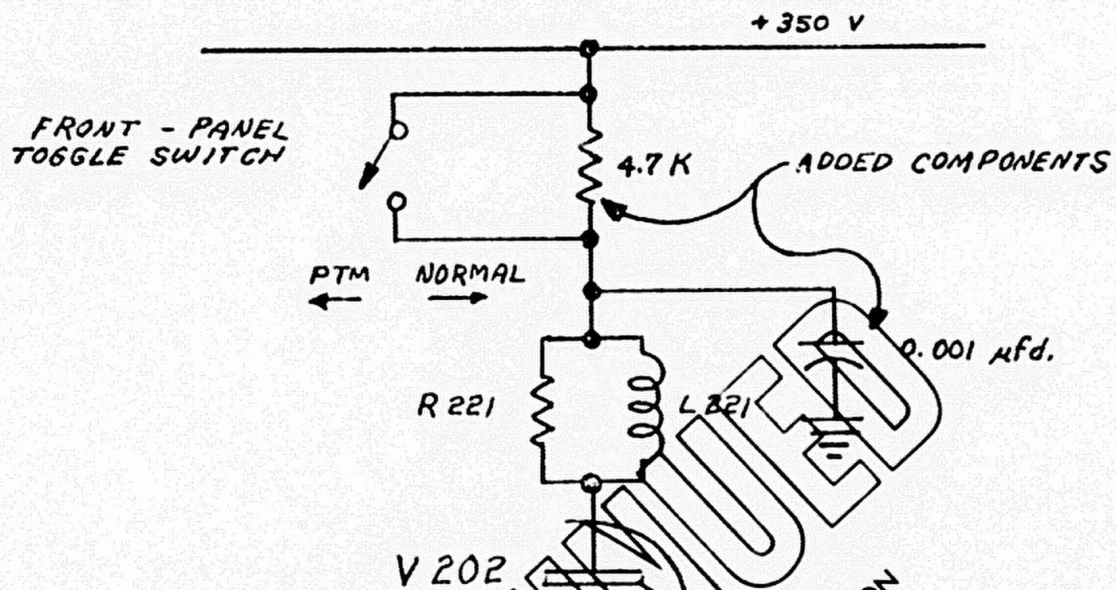 +350 V
FRONT - PANEL
TOGGLE SWITCH
4.7 K
ADDED COMPONENTS
PTM NORMAL
0.001 µfd.
R 221
L 221
V 202